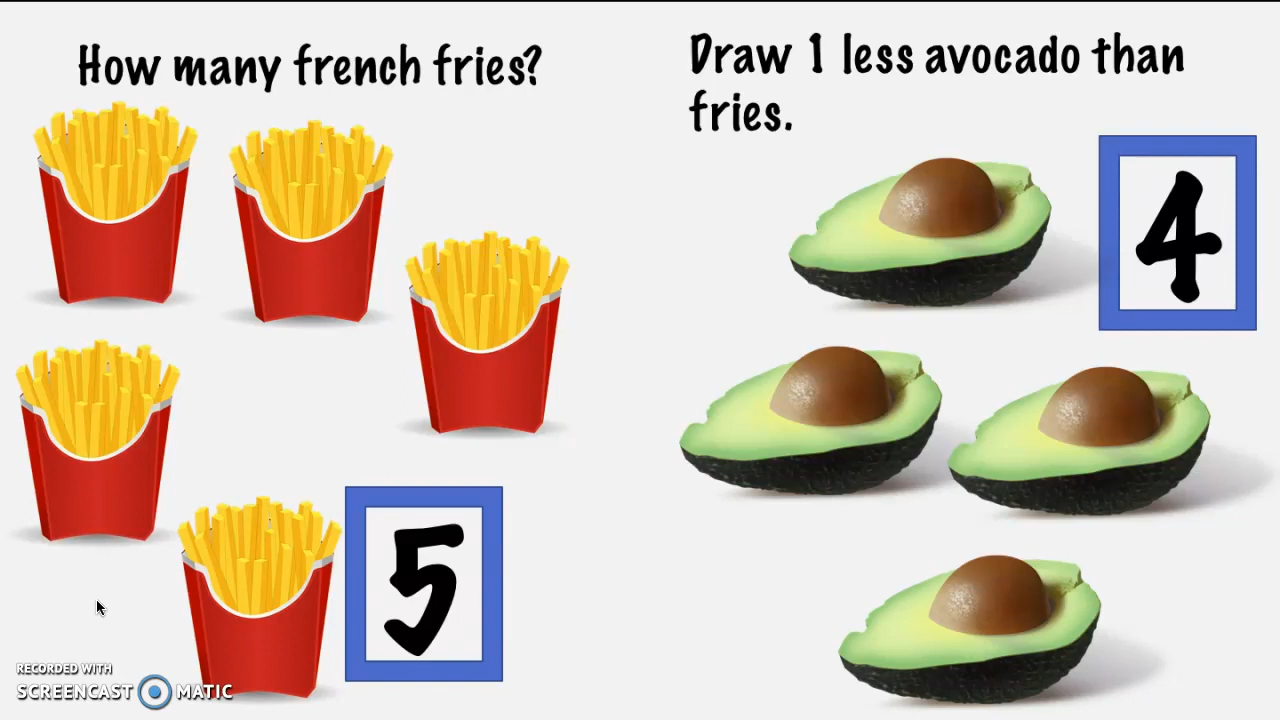 How many french fries?
Draw 1 less avocado than
fries.
4
5
RECORDED WITH
SCREENCAST MATIC